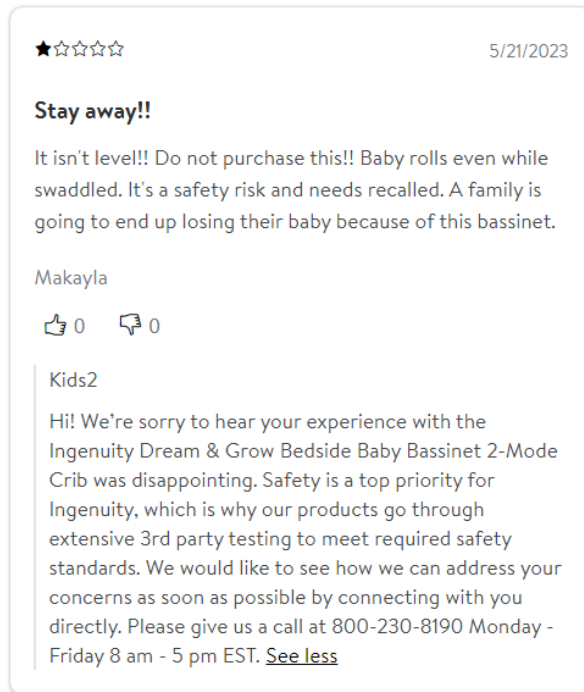 5/21/2023
Stay away!!
It isn't level!! Do not purchase this!! Baby rolls even while
swaddled. It's a safety risk and needs recalled. A family is
going to end up losing their baby because of this bassinet.
Makayla
0 0
Kids2
Hi! We’re sorry to hear your experience with the
Ingenuity Dream & Grow Bedside Baby Bassinet 2-Mode
Crib was disappointing. Safety is a top priority for
Ingenuity, which is why our products go through
extensive 3rd party testing to meet required safety
standards. We would like to see how we can address your
concerns as soon as possible by connecting with you
directly. Please give us a call at 800-230-8190 Monday -
Friday 8 am - 5 pm EST. See less